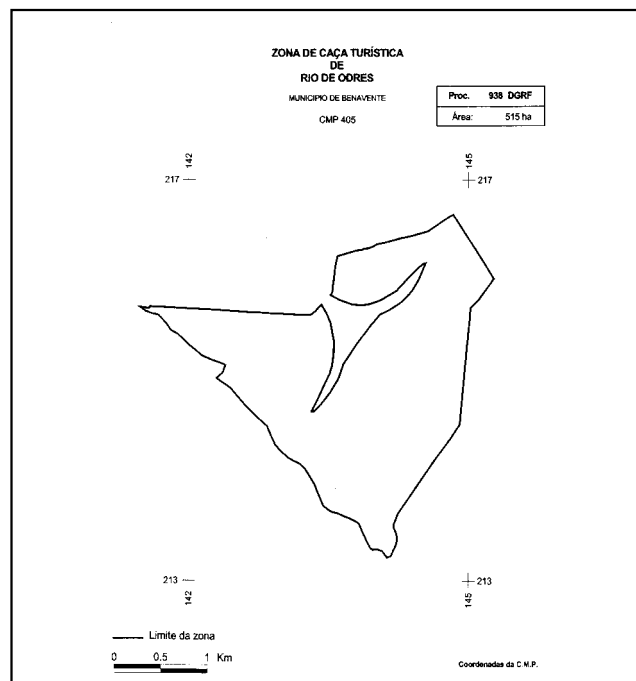 ZONA DE CAÇA TURÍSTICA
DE
RIO DE ODRES
MUNICIPIO DE BENAVENTE
CMP 405
Proc. 938 DGRF
Área: 515 ha
142
145
217
217
213
213
142
145
Limite da zona
0 0.5 1 Km
Coordenadas da C.M.P.